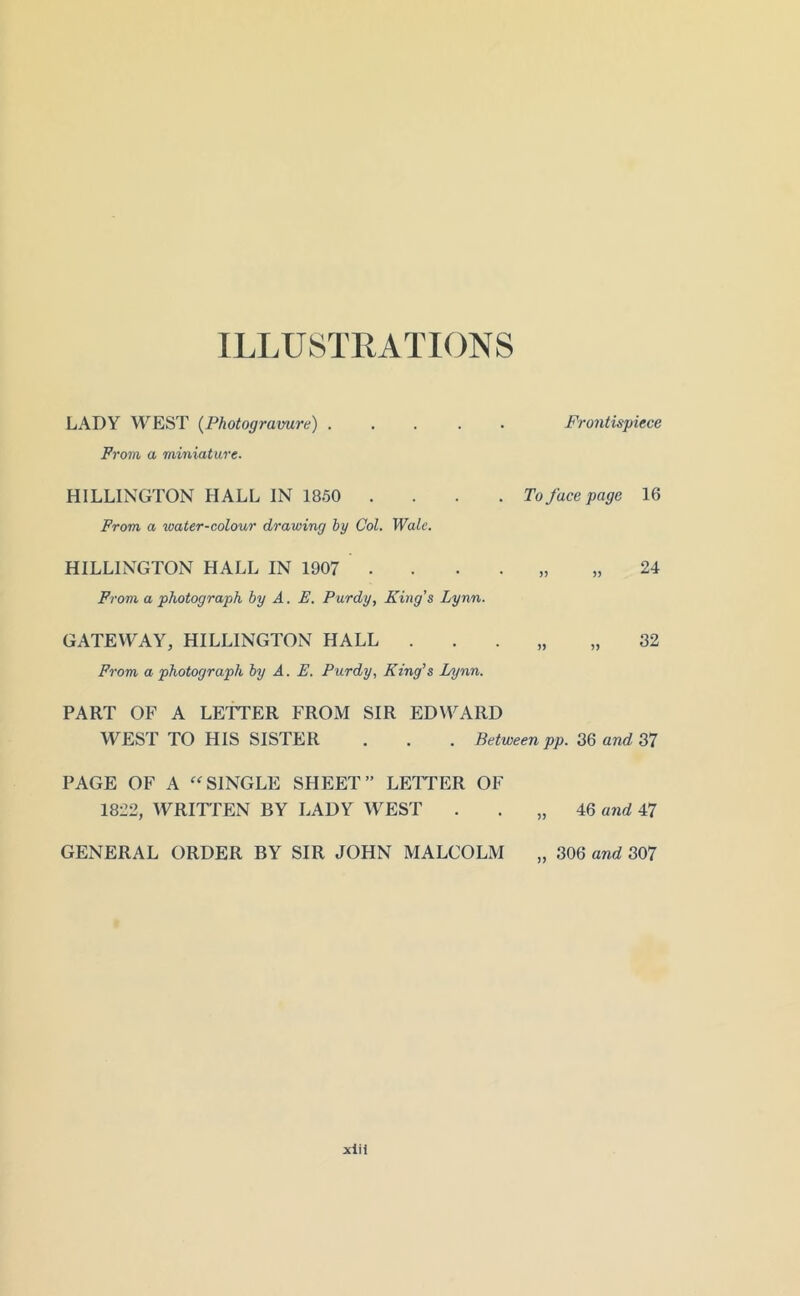 ILLUSTRATIONS
LADY WEST (Photogravure) . . . . . Frontispiece
From a miniature.
HILLINGTON HALL IN 1850 . . . . To face page 16
From a water-colour drawing by Col. Wale.
HILLINGTON HALL IN 1907 . . . . „ „ 24
From a photograph by A. E. Purdy, King's Lynn.
GATEWAY, HILLINGTON HALL . . . „ „ 32
From a photograph by A. E. Purdy, King's Lynn.
PART OF A LETTER FROM SIR EDWARD
WEST TO HIS SISTER . . . Between pp. 36 and 37
PAGE OF A “SINGLE SHEET” LETTER OF
1822, WRITTEN BY LADY WEST . . „ 46 and 47
GENERAL ORDER BY SIR JOHN MALCOLM „ 306 and 307
xiii